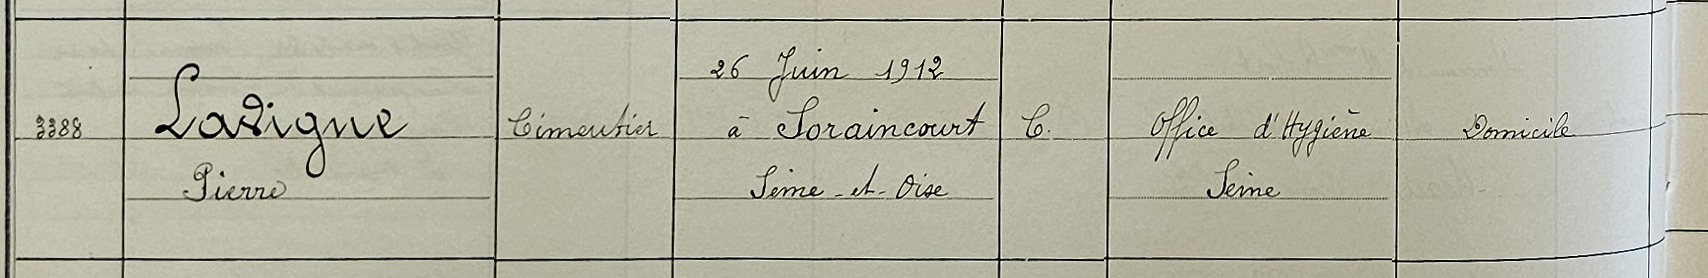 26 Juin 1912
3388 Ladigne Cimentier à Soraincourt C. Office d'Hygiène Domicile
Pierre Seine-et-Oise Seine